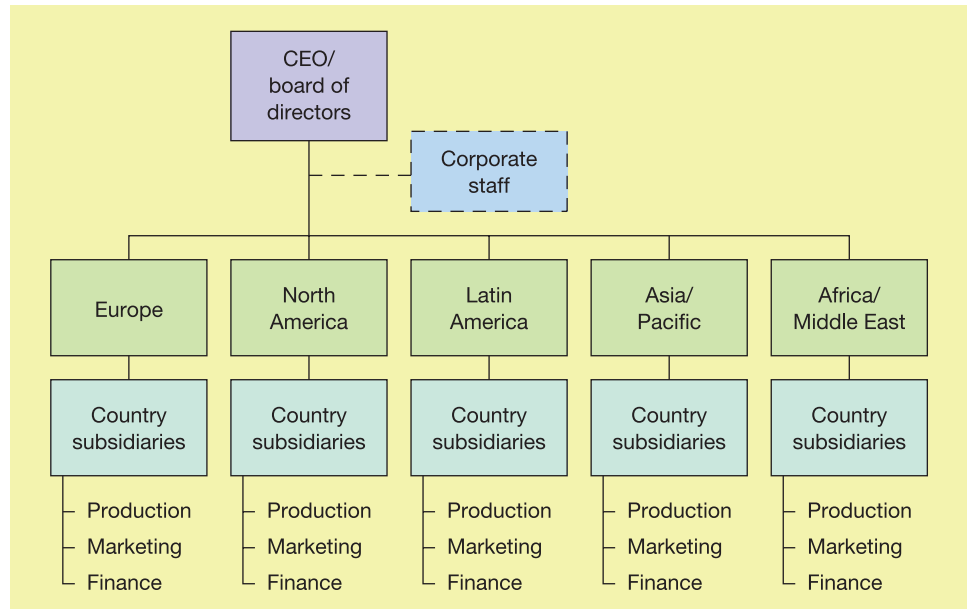 CEO/
board of
directors
Corporate
staff
Europe
North
America
Latin
America
Asia/
Pacific
Africa/
Middle East
Country
subsidiaries
Country
subsidiaries
Country
subsidiaries
Country
subsidiaries
Country
subsidiaries
Production
Marketing
Finance
Production
Marketing
Finance
Production
Marketing
Finance
Production
Marketing
Finance
Production
Marketing
Finance